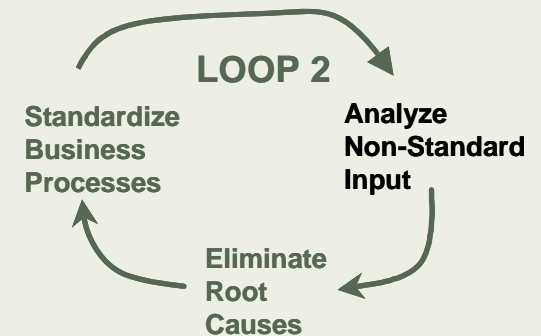 LOOP 2
Standardize
Business
Processes
Analyze
Non-Standard
Input
Eliminate
Root
Causes